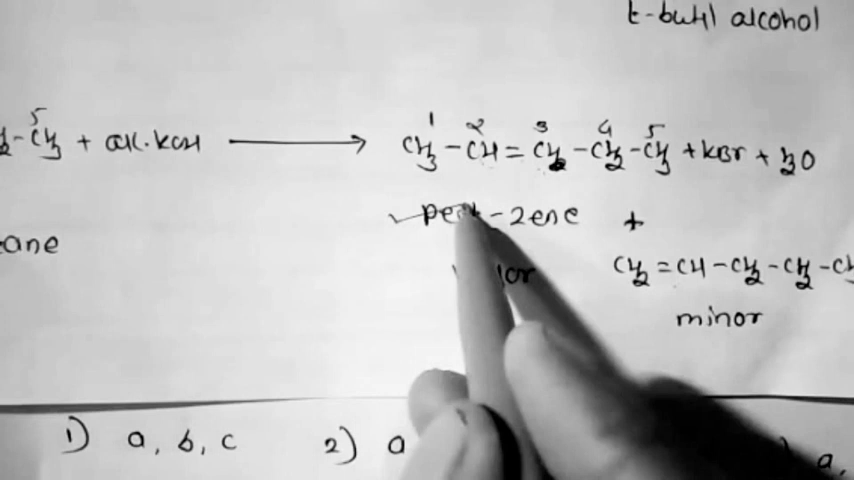 t-butyl alcohol
1 2 3 4 5
5
-CH3 + alc.KOH ⟶ CH3-CH=CH2-CH2-CH3 +KBr + H2O
✓ -2ene +
ane
CH2=CH-CH2-CH2-
minor
1) a, b, c 2) a
a,